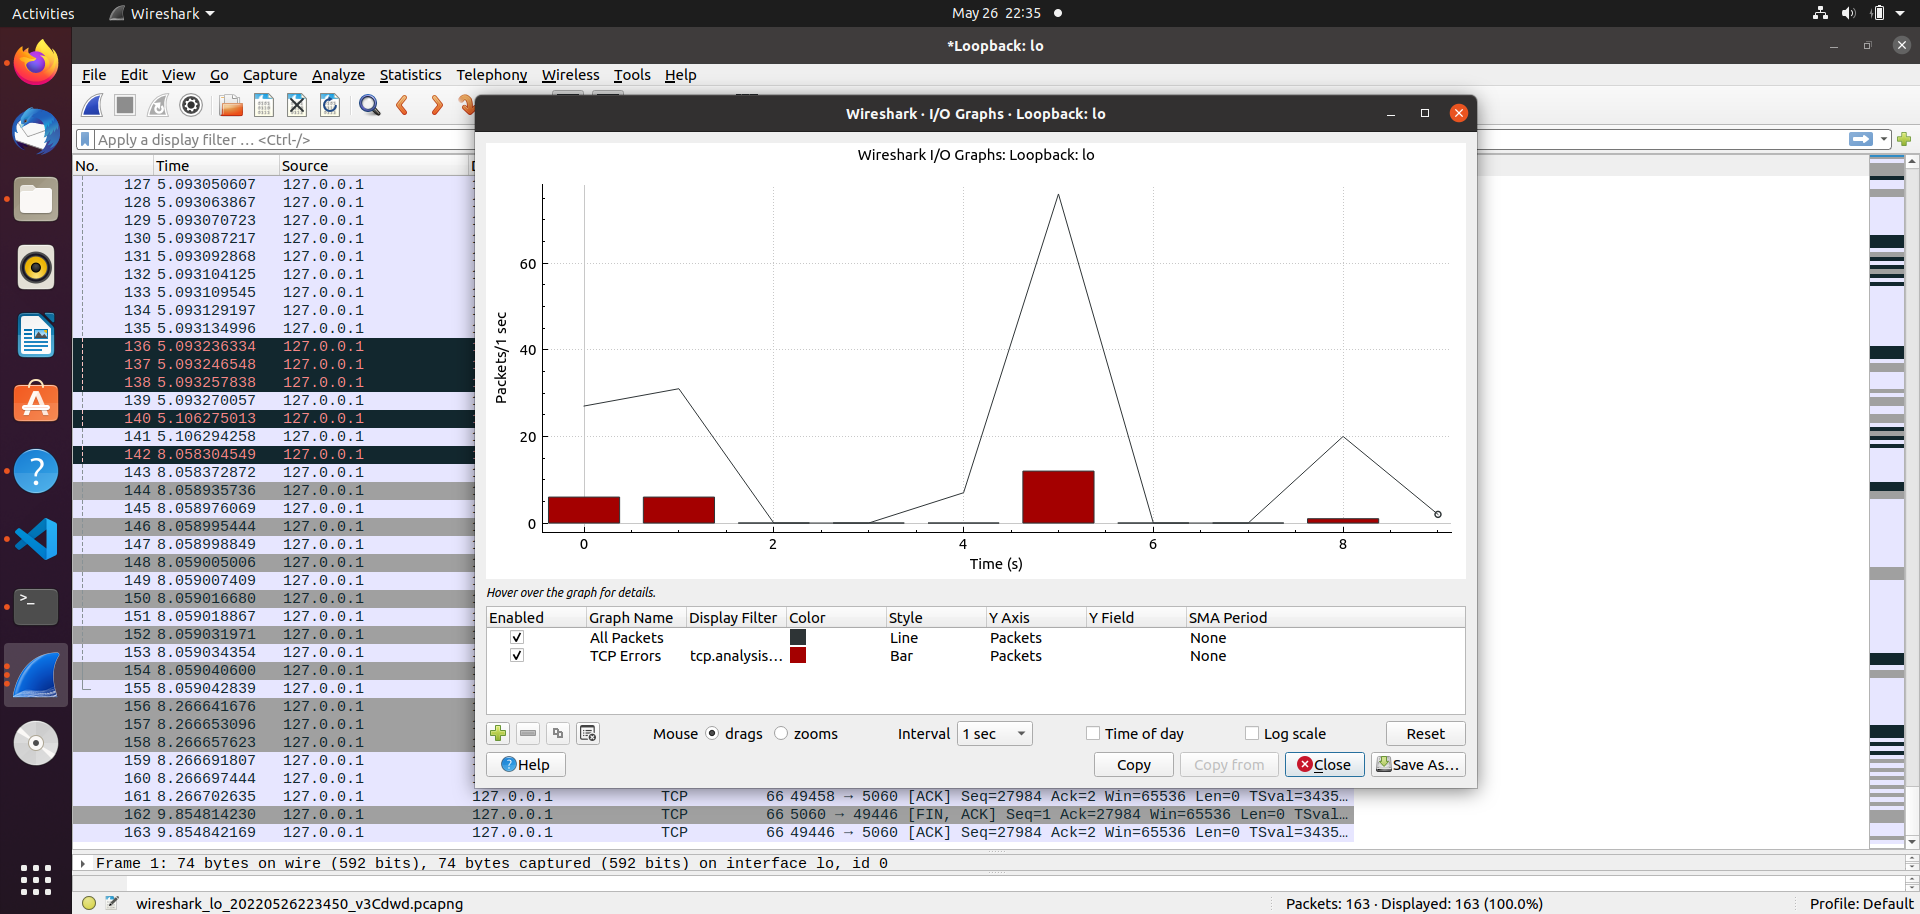 Activities Wireshark May 26 22:35
*Loopback: lo
File Edit View Go Capture Analyze Statistics Telephony Wireless Tools Help
Apply a display filter … <Ctrl-/>
No. Time Source
127 5.093050607 127.0.0.1
128 5.093063867 127.0.0.1
129 5.093070723 127.0.0.1
130 5.093087217 127.0.0.1
131 5.093092868 127.0.0.1
132 5.093104125 127.0.0.1
133 5.093109545 127.0.0.1
134 5.093129197 127.0.0.1
135 5.093134996 127.0.0.1
136 5.093236334 127.0.0.1
137 5.093246548 127.0.0.1
138 5.093257838 127.0.0.1
139 5.093270057 127.0.0.1
140 5.106275013 127.0.0.1
141 5.106294258 127.0.0.1
142 8.058304549 127.0.0.1
143 8.058372872 127.0.0.1
144 8.058935736 127.0.0.1
145 8.058976069 127.0.0.1
146 8.058995444 127.0.0.1
147 8.058998849 127.0.0.1
148 8.059005006 127.0.0.1
149 8.059007409 127.0.0.1
150 8.059016680 127.0.0.1
151 8.059018867 127.0.0.1
152 8.059031971 127.0.0.1
153 8.059034354 127.0.0.1
154 8.059040600 127.0.0.1
155 8.059042839 127.0.0.1
156 8.266641676 127.0.0.1
157 8.266653096 127.0.0.1
158 8.266657623 127.0.0.1
159 8.266691807 127.0.0.1
160 8.266697444 127.0.0.1
161 8.266702635 127.0.0.1 127.0.0.1 TCP 66 49458 → 5060 [ACK] Seq=27984 Ack=2 Win=65536 Len=0 TSval=3435…
162 9.854814230 127.0.0.1 127.0.0.1 TCP 66 5060 → 49446 [FIN, ACK] Seq=1 Ack=27984 Win=65536 Len=0 TSval…
163 9.854842169 127.0.0.1 127.0.0.1 TCP 66 49446 → 5060 [ACK] Seq=27984 Ack=2 Win=65536 Len=0 TSval=3435…
Wireshark · I/O Graphs · Loopback: lo
Wireshark I/O Graphs: Loopback: lo
Packets/1 sec
60
40
20
0
0 2 4 6 8
Time (s)
Hover over the graph for details.
Enabled Graph Name Display Filter Color Style Y Axis Y Field SMA Period
All Packets Line Packets None
TCP Errors tcp.analysis… Bar Packets None
Mouse drags zooms Interval 1 sec Time of day Log scale Reset
Help Copy Copy from Close Save As…
Frame 1: 74 bytes on wire (592 bits), 74 bytes captured (592 bits) on interface lo, id 0
wireshark_lo_20220526223450_v3Cdwd.pcapng Packets: 163 · Displayed: 163 (100.0%) Profile: Default